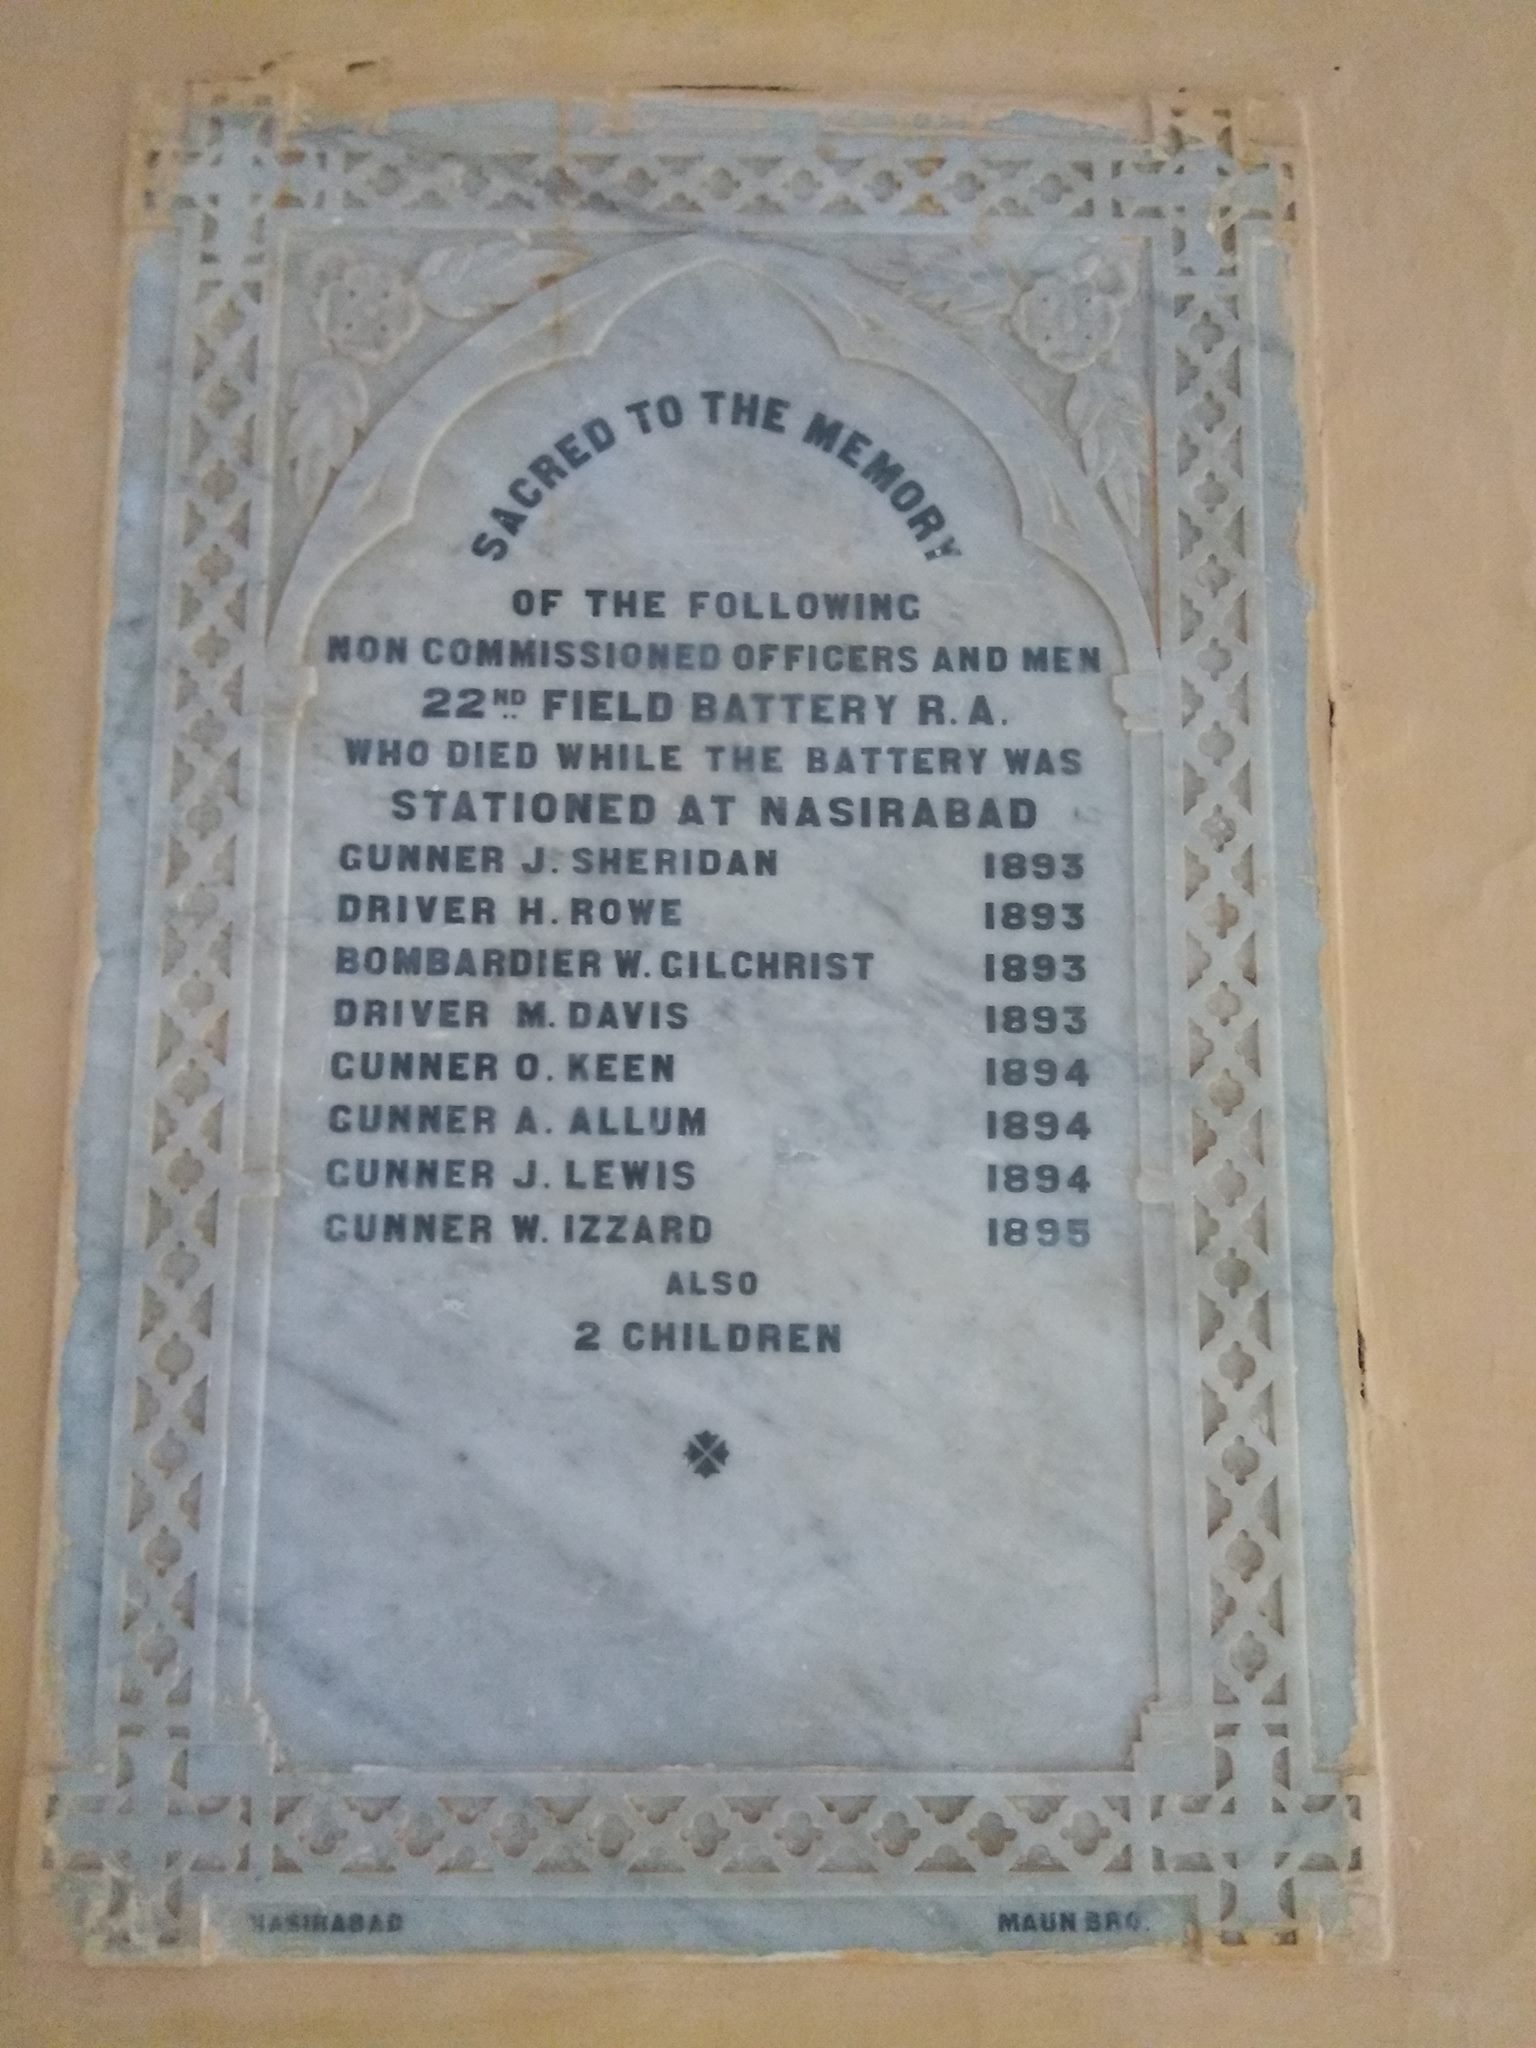 SACRED TO THE MEMORY
OF THE FOLLOWING
NON COMMISSIONED OFFICERS AND MEN
22ND FIELD BATTERY R.A.
WHO DIED WHILE THE BATTERY WAS
STATIONED AT NASIRABAD
GUNNER J. SHERIDAN 1893
DRIVER H. ROWE 1893
BOMBARDIER W. GILCHRIST 1893
DRIVER M. DAVIS 1893
GUNNER O. KEEN 1894
GUNNER A. ALLUM 1894
GUNNER J. LEWIS 1894
GUNNER W. IZZARD 1895
ALSO
2 CHILDREN
NASIRABAD MAUN BRO.